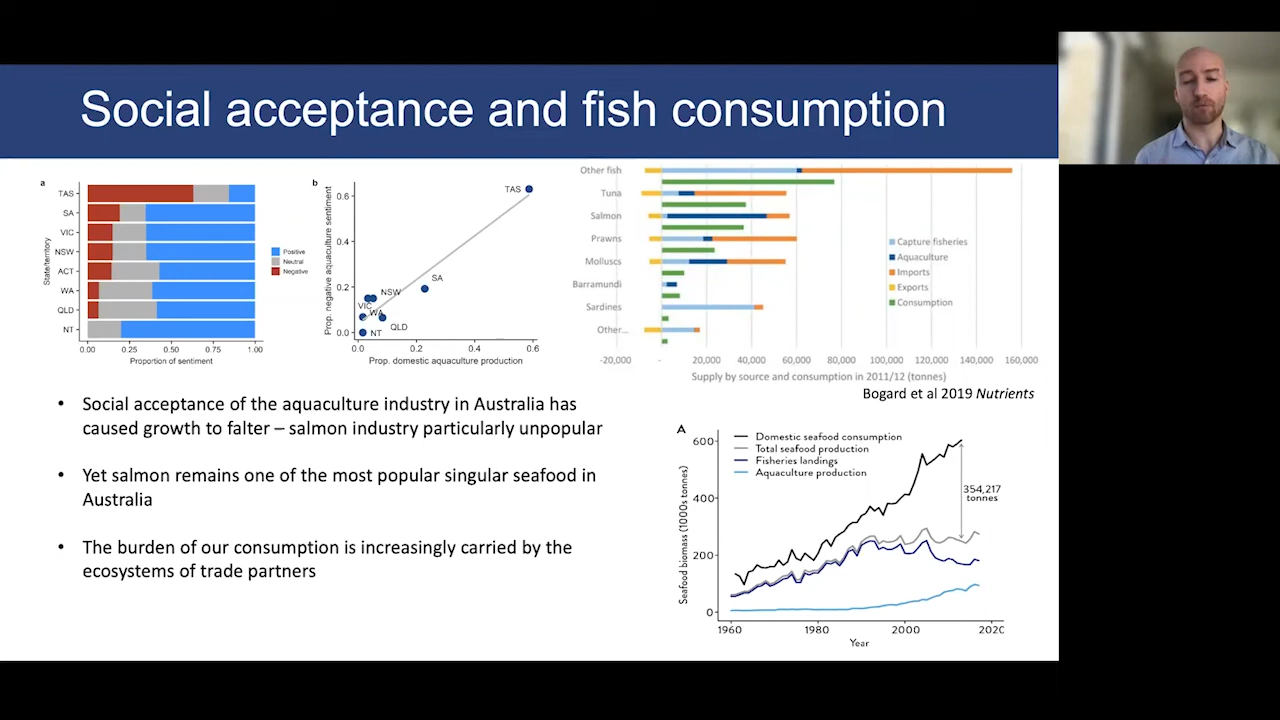 Social acceptance and fish consumption
a
TAS
SA
VIC
NSW
ACT
WA
QLD
NT
State/territory
0.00 0.25 0.50 0.75 1.00
Proportion of sentiment
Positive
Neutral
Negative
b
Prop. negative aquaculture sentiment
0.6
0.4
0.2
0.0
TAS
SA
NSW
VIC
WA
QLD
NT
0.0 0.2 0.4 0.6
Prop. domestic aquaculture production
Other fish
Tuna
Salmon
Prawns
Molluscs
Barramundi
Sardines
Other...
Capture fisheries
Aquaculture
Imports
Exports
Consumption
-20,000 - 20,000 40,000 60,000 80,000 100,000 120,000 140,000 160,000
Supply by source and consumption in 2011/12 (tonnes)
Bogard et al 2019 Nutrients
• Social acceptance of the aquaculture industry in Australia has
caused growth to falter – salmon industry particularly unpopular
• Yet salmon remains one of the most popular singular seafood in
Australia
• The burden of our consumption is increasingly carried by the
ecosystems of trade partners
A
Domestic seafood consumption
Total seafood production
Fisheries landings
Aquaculture production
354,217
tonnes
Seafood biomass (1000s tonnes)
600
400
200
0
1960 1980 2000 2020
Year